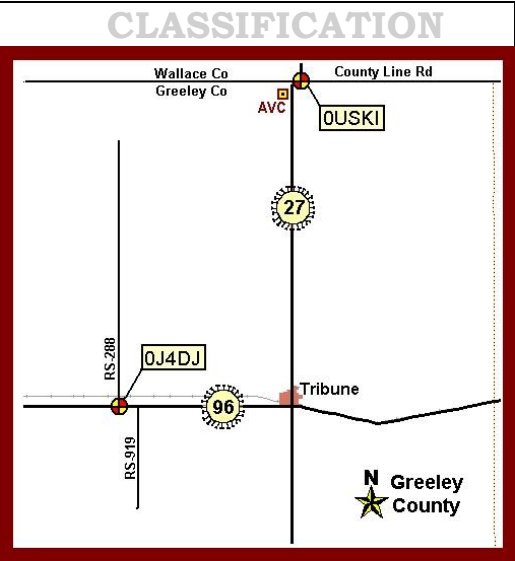 CLASSIFICATION
Wallace Co
County Line Rd
Greeley Co
AVC
0USKI
27
RS-288
0J4DJ
Tribune
96
RS-919
N
Greeley
County